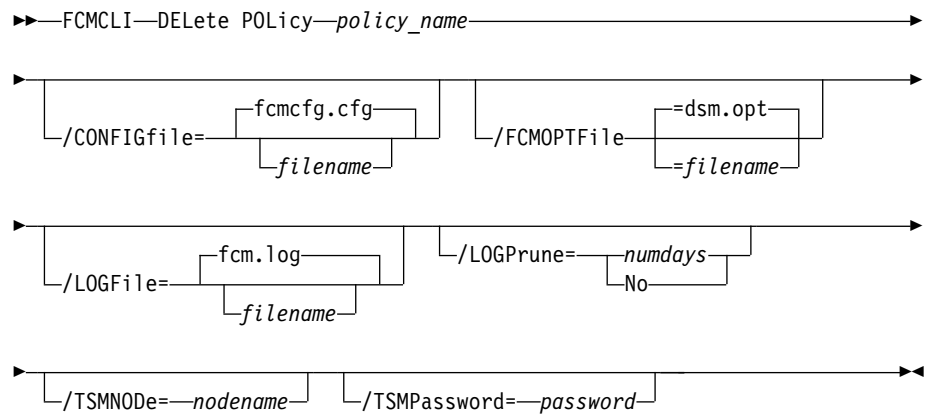 FCMCLI DELete POLicy policy_name
fcmcfg.cfg =dsm.opt
/CONFIGfile= /FCMOPTFile
filename =filename
fcm.log /LOGPrune= numdays
/LOGFile= No
filename
/TSMNODe= nodename /TSMPassword= password